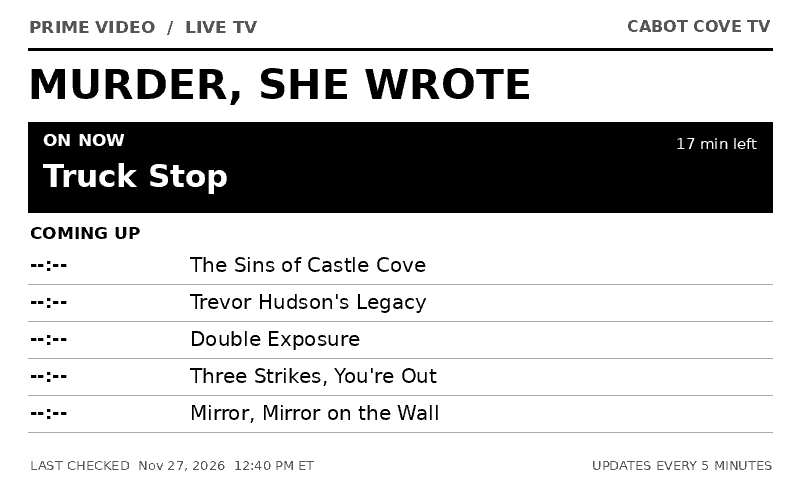 PRIME VIDEO / LIVE TV
CABOT COVE TV
MURDER, SHE WROTE
ON NOW
17 min left
Truck Stop
COMING UP
--:-- The Sins of Castle Cove
--:-- Trevor Hudson's Legacy
--:-- Double Exposure
--:-- Three Strikes, You're Out
--:-- Mirror, Mirror on the Wall
LAST CHECKED Nov 27, 2026 12:40 PM ET
UPDATES EVERY 5 MINUTES